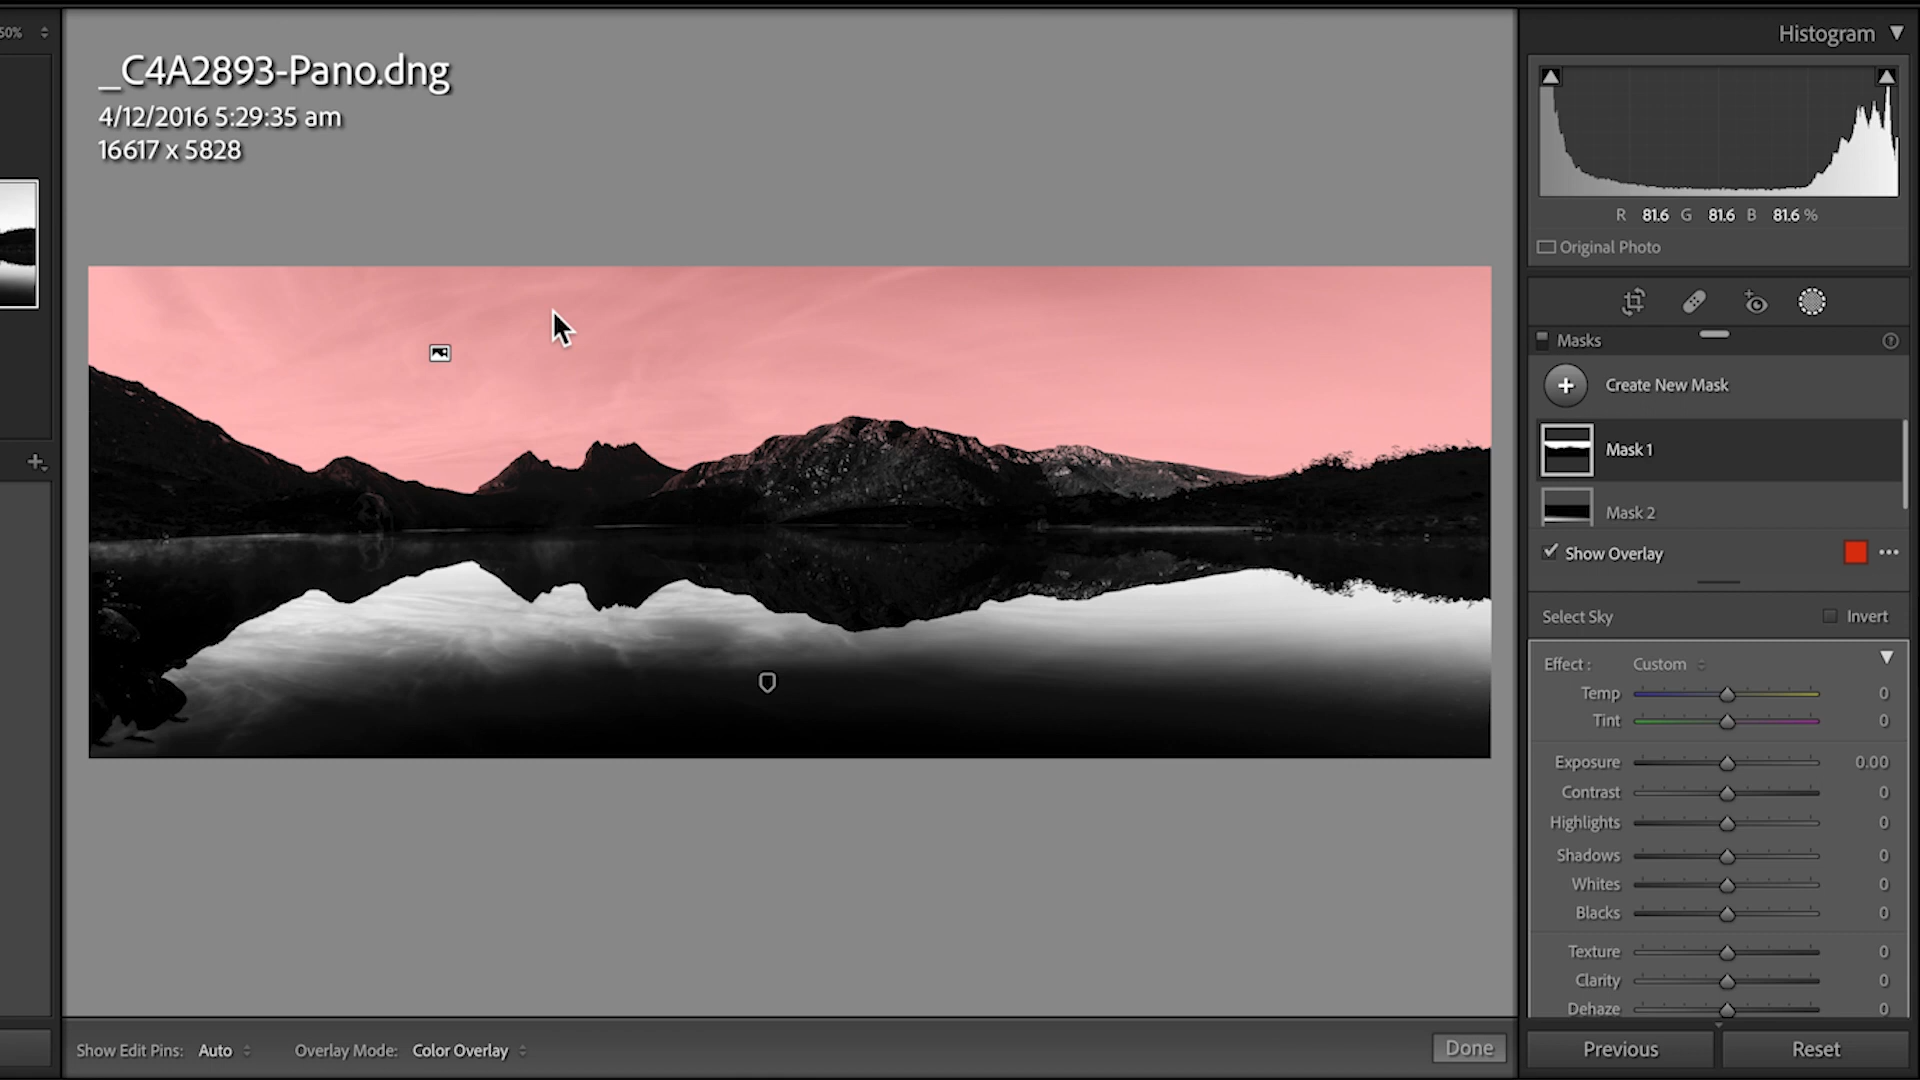 50%
_C4A2893-Pano.dng
4/12/2016 5:29:35 am
16617 x 5828
Histogram
R 81.6 G 81.6 B 81.6 %
Original Photo
Masks
Create New Mask
Mask 1
Mask 2
Show Overlay
Select Sky Invert
Effect : Custom
Temp 0
Tint 0
Exposure 0.00
Contrast 0
Highlights 0
Shadows 0
Whites 0
Blacks 0
Texture 0
Clarity 0
Dehaze 0
Show Edit Pins: Auto Overlay Mode: Color Overlay Done
Previous Reset